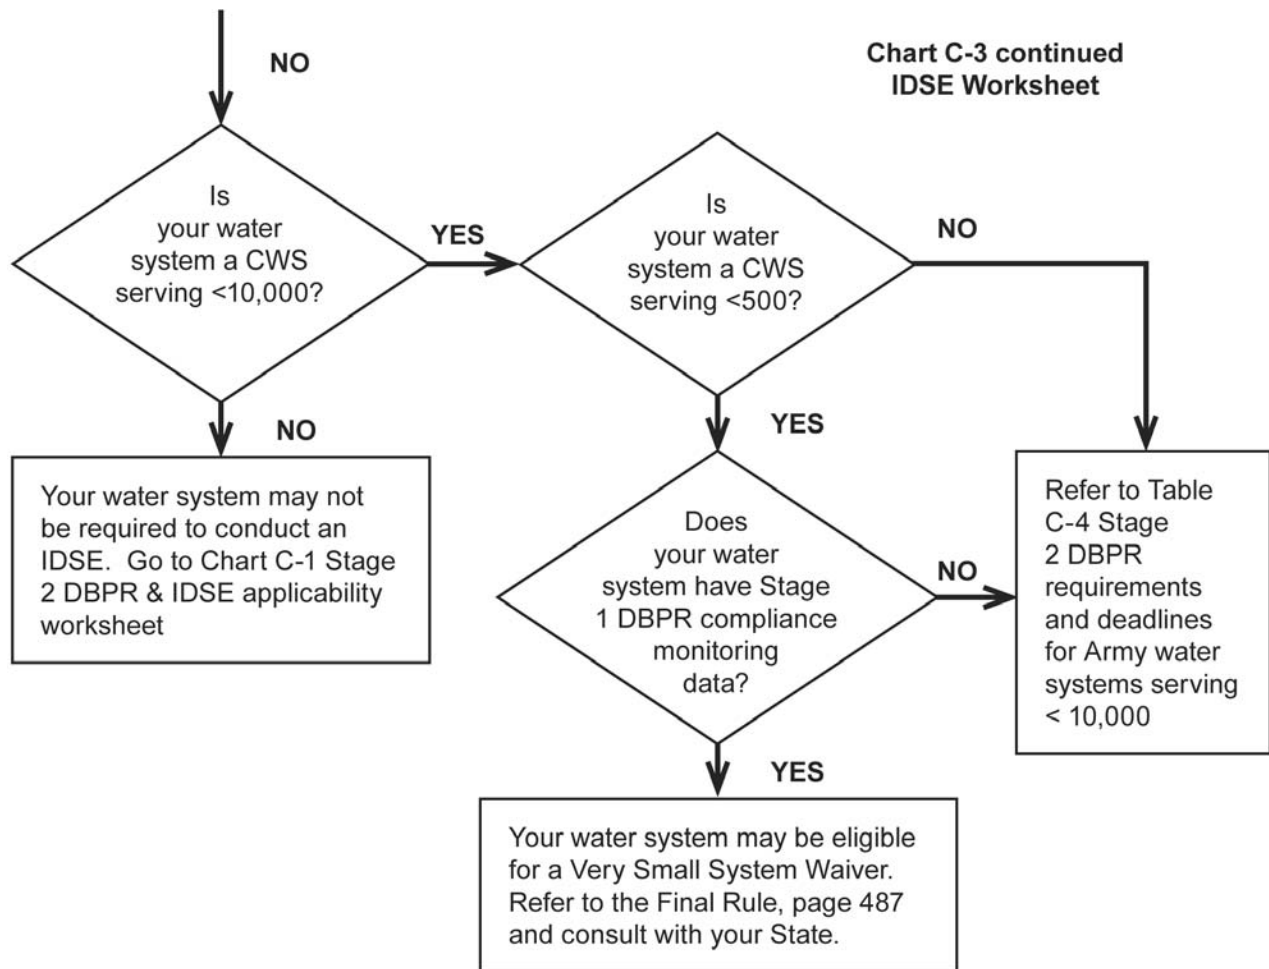 NO
Chart C-3 continued
IDSE Worksheet
Is
your water
system a CWS
serving <10,000?
YES
Is
your water
system a CWS
serving <500?
NO
NO
Your water system may not
be required to conduct an
IDSE. Go to Chart C-1 Stage
2 DBPR & IDSE applicability
worksheet
YES
Does
your water
system have Stage
1 DBPR compliance
monitoring
data?
NO
Refer to Table
C-4 Stage
2 DBPR
requirements
and deadlines
for Army water
systems serving
< 10,000
YES
Your water system may be eligible
for a Very Small System Waiver.
Refer to the Final Rule, page 487
and consult with your State.